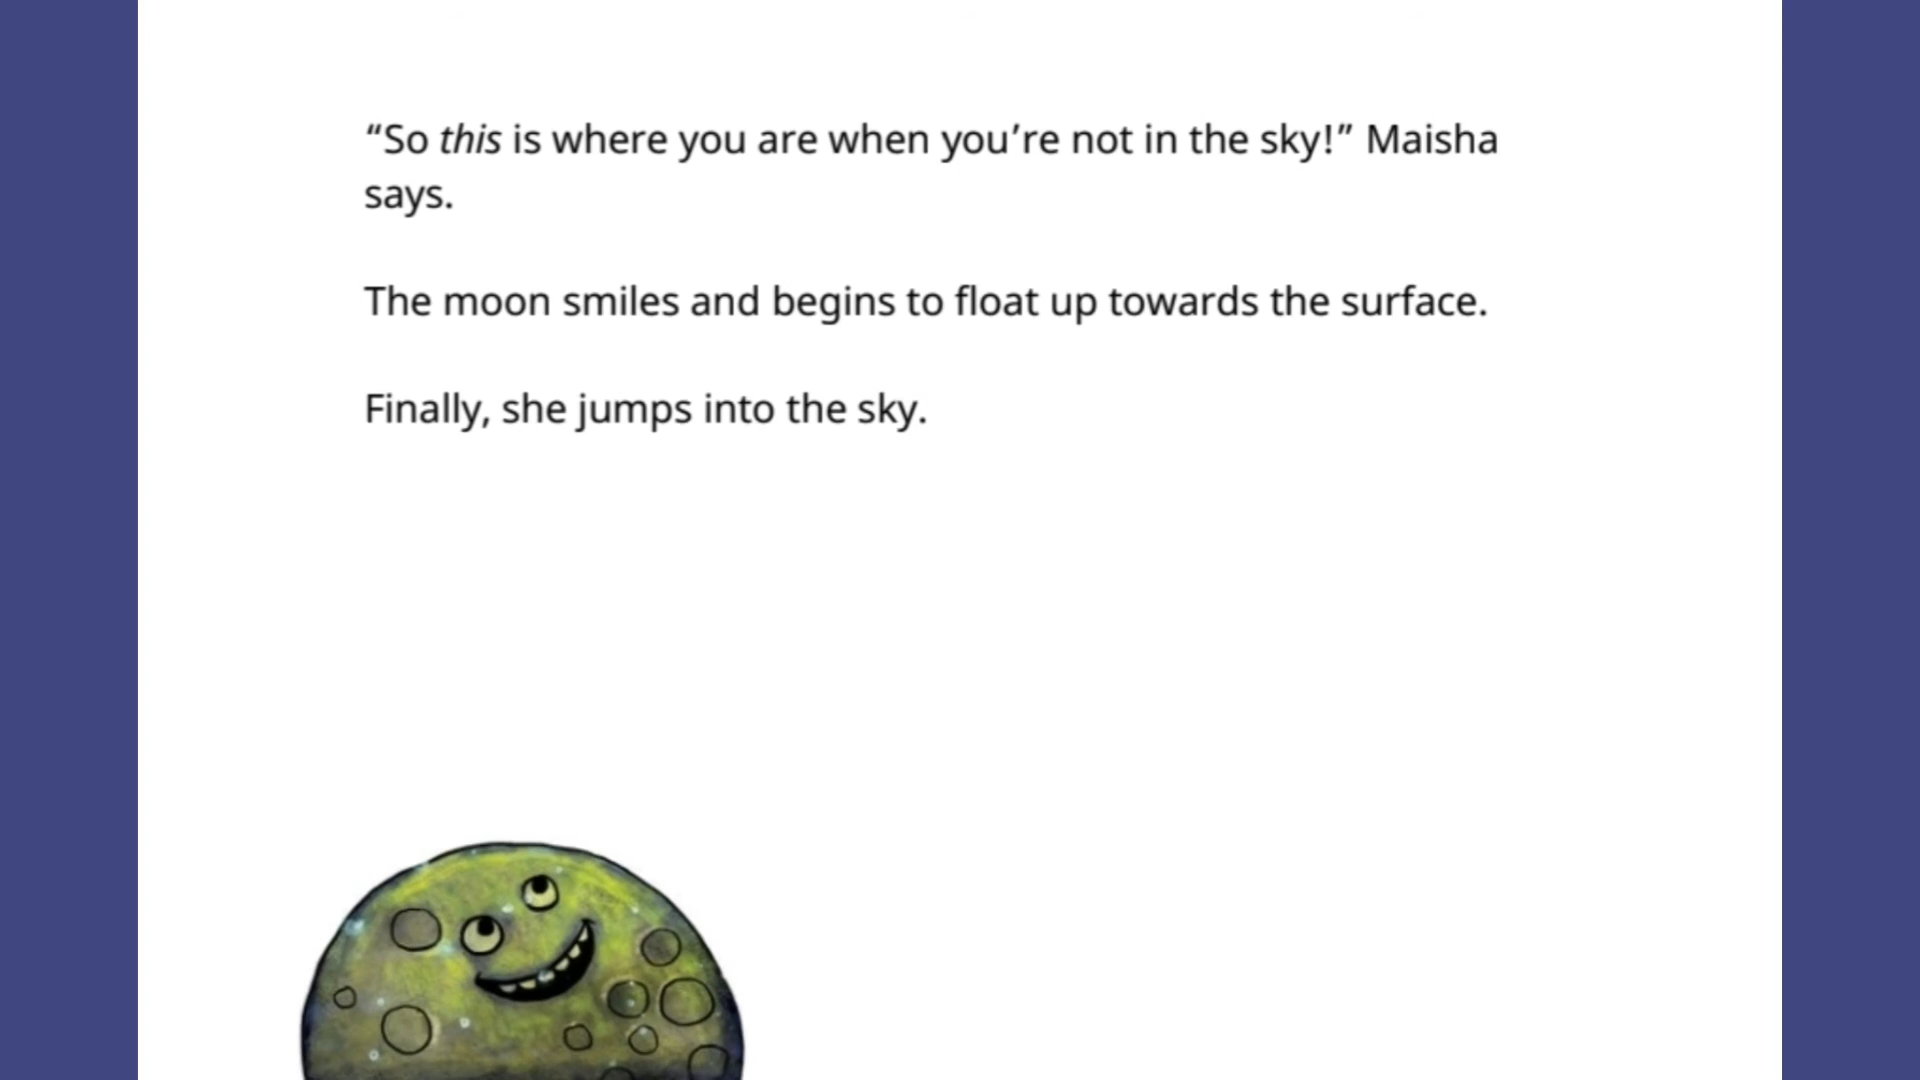 “So this is where you are when you’re not in the sky!” Maisha
says.
The moon smiles and begins to float up towards the surface.
Finally, she jumps into the sky.